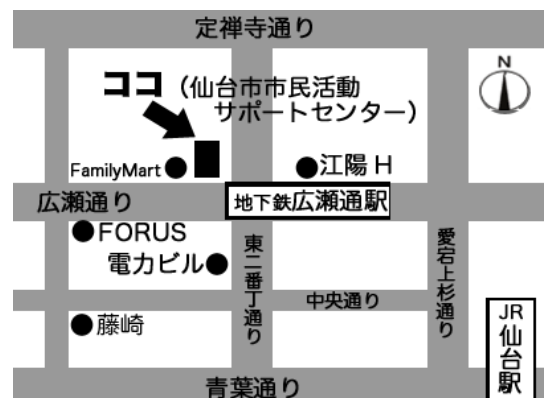 定禅寺通り
N
ココ（仙台市市民活動
サポートセンター）
FamilyMart
江陽 H
広瀬通り
地下鉄広瀬通駅
FORUS
電力ビル
東二番丁通り
愛宕上杉通り
中央通り
藤崎
JR仙台駅
青葉通り